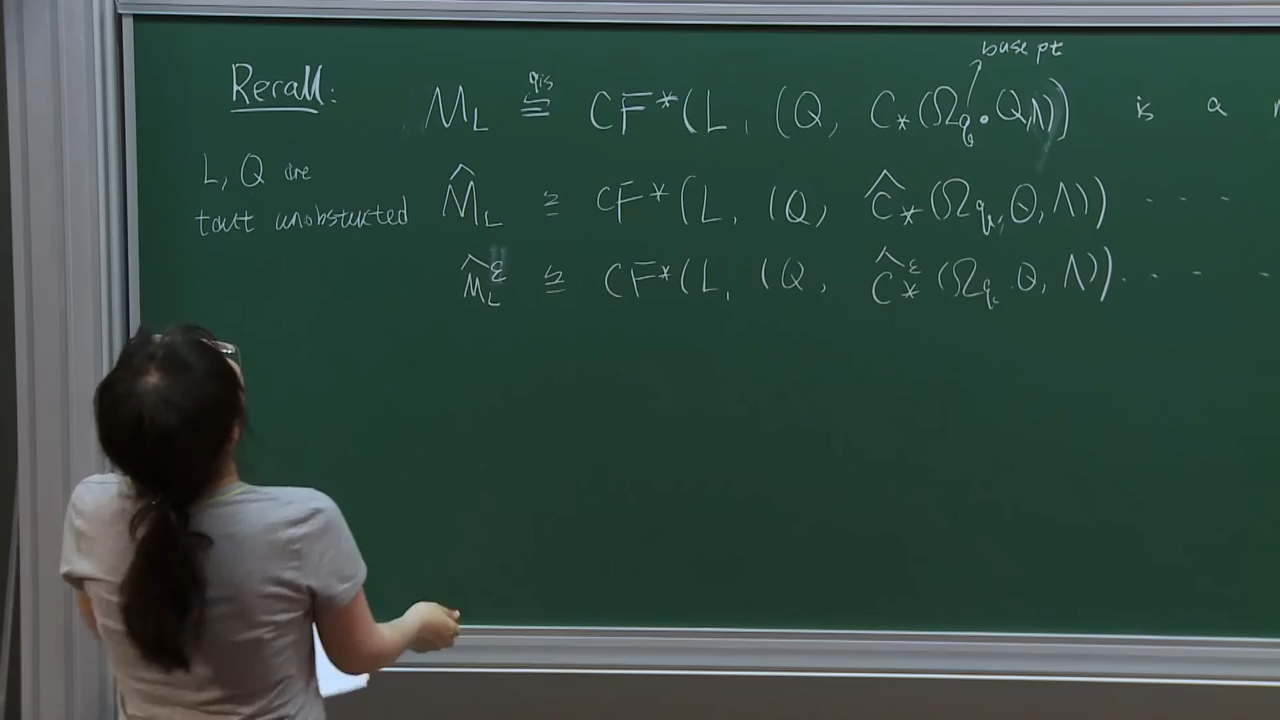 base pt
Recall: M_L ≅^{qis} CF*(L, (Q, C_*(Ω_q Q, Λ)) is a
L, Q are
taut unobstucted
M̂_L ≅ CF*(L, (Q, Ĉ_*(Ω_q, Q, Λ)) ....
M̂_L^ε ≅ CF*(L, (Q, Ĉ_*^ε(Ω_q Q, Λ)) ....